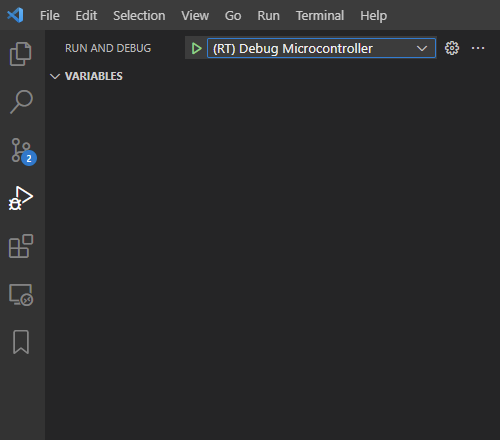 File Edit Selection View Go Run Terminal Help
RUN AND DEBUG (RT) Debug Microcontroller
VARIABLES
2